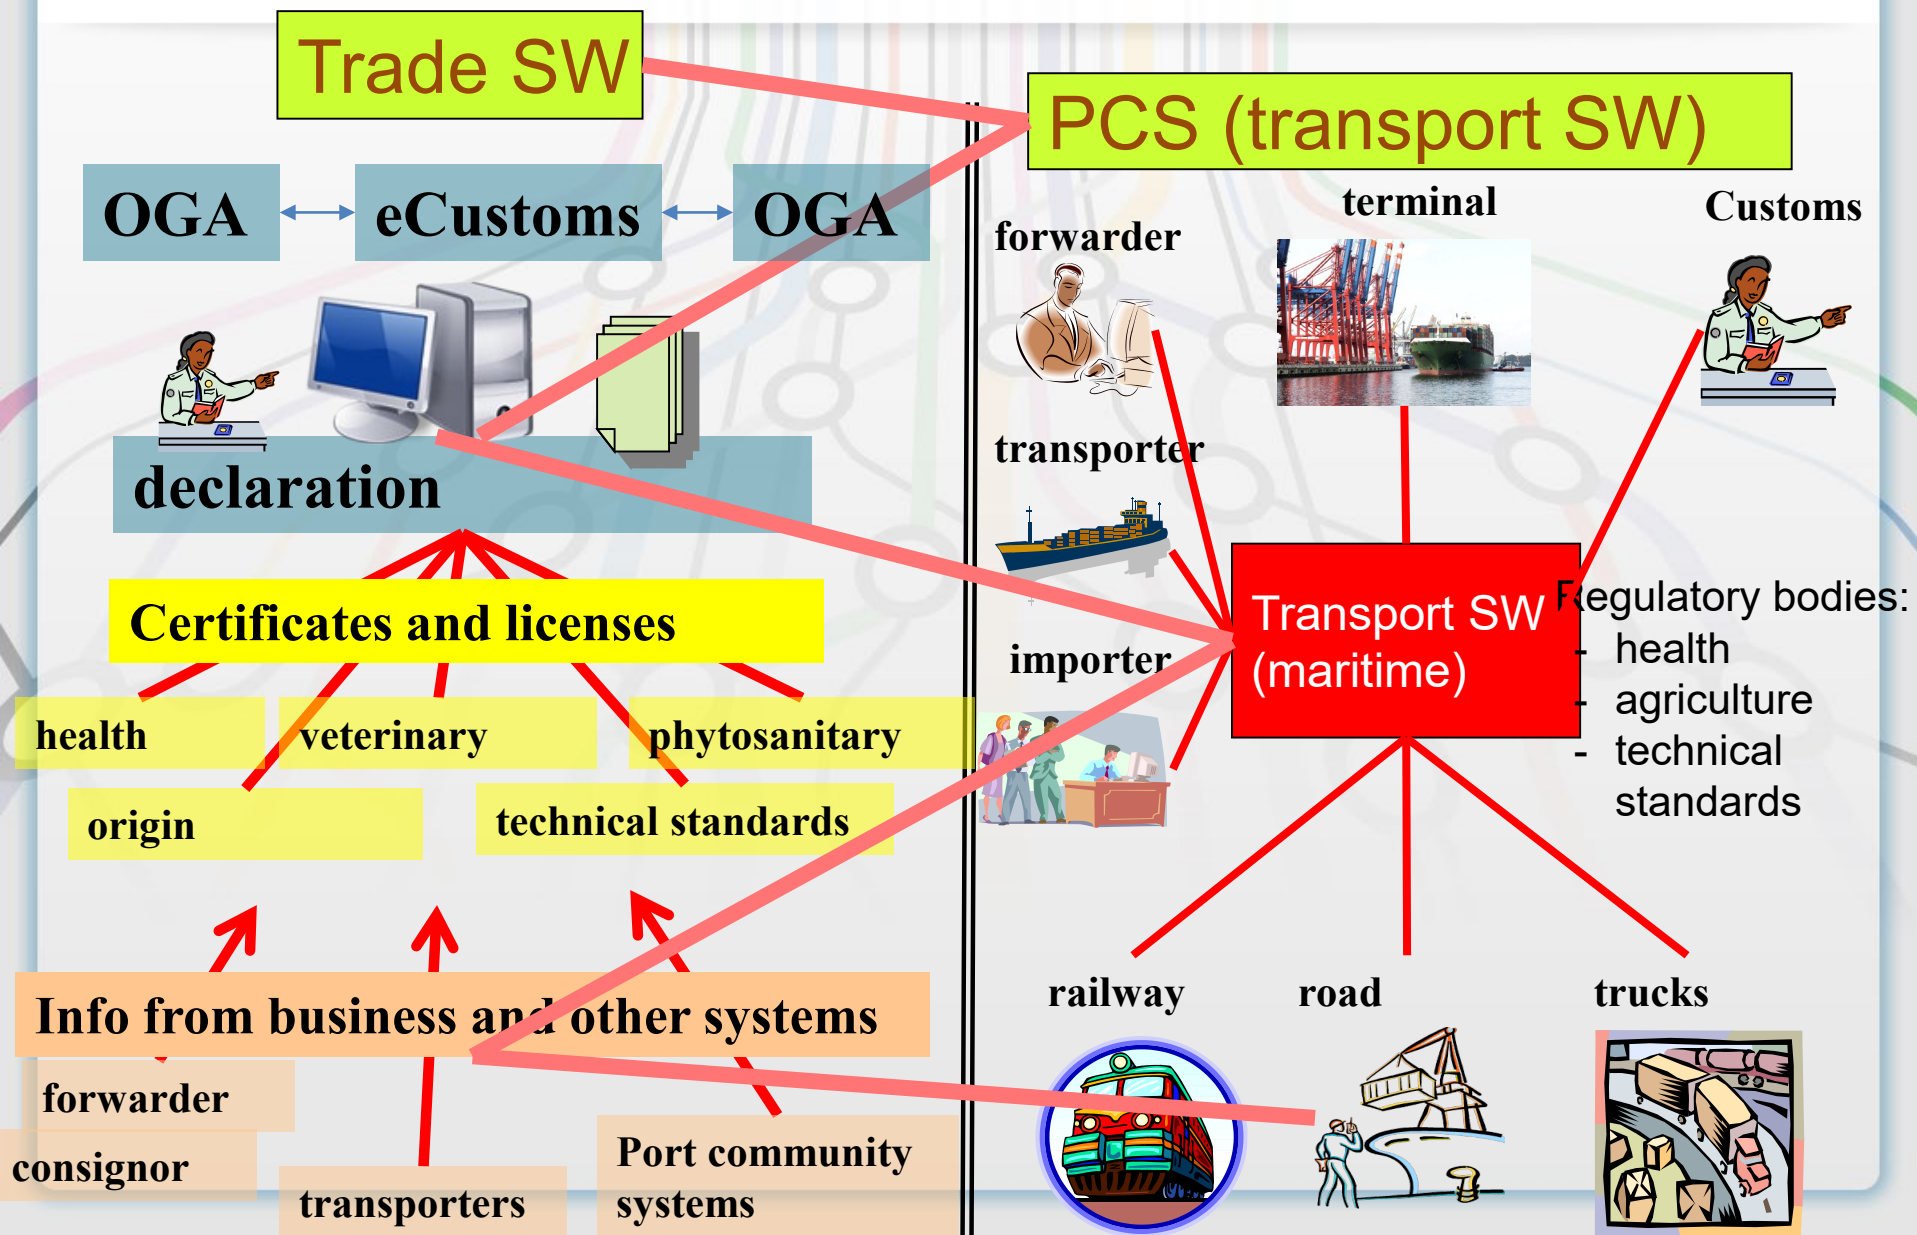 Trade SW
PCS (transport SW)
OGA
eCustoms
OGA
declaration
Certificates and licenses
health
veterinary
phytosanitary
origin
technical standards
Info from business and other systems
forwarder
consignor
transporters
Port community
systems
forwarder
terminal
Customs
transporter
importer
Transport SW
(maritime)
Regulatory bodies:
- health
- agriculture
- technical
standards
railway
road
trucks